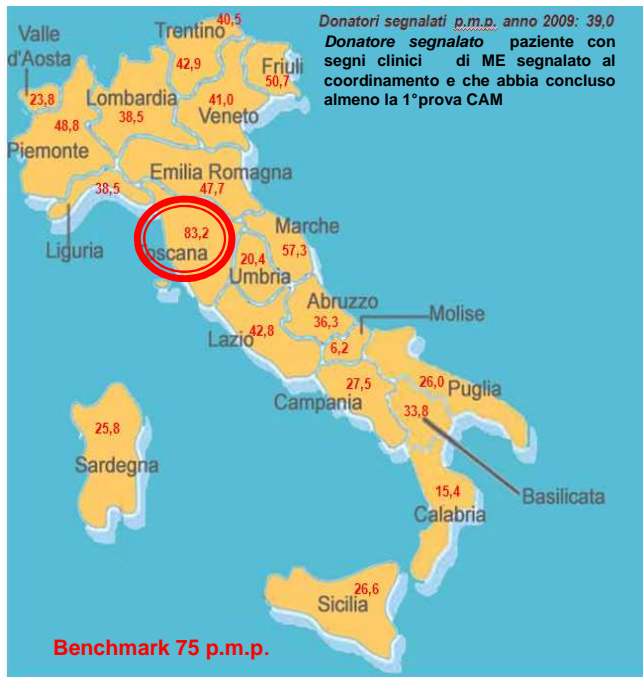 Donatori segnalati p.m.p. anno 2009: 39,0
Donatore segnalato paziente con
segni clinici di ME segnalato al
coordinamento e che abbia concluso
almeno la 1°prova CAM
40,5
Trentino
Valle
d'Aosta
42,9
Friuli
50,7
23,8
Lombardia
38,5
41,0
Veneto
48,8
Piemonte
Emilia Romagna
47,7
38,5
Liguria
83,2
Toscana
Marche
57,3
20,4
Umbria
Abruzzo
36,3
Molise
6,2
Lazio
42,8
27,5
Campania
26,0
Puglia
33,8
Basilicata
25,8
Sardegna
15,4
Calabria
26,6
Sicilia
Benchmark 75 p.m.p.